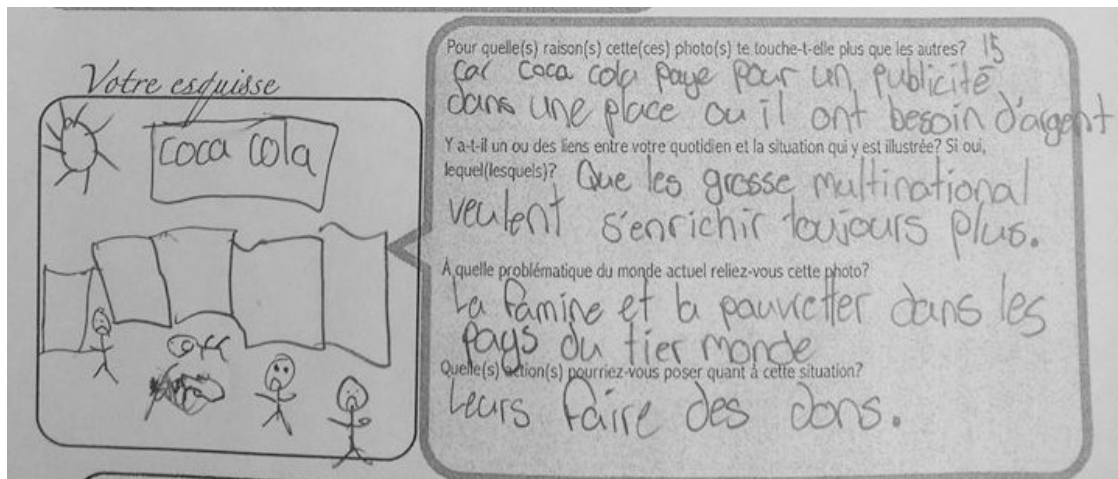 Votre esquisse
coca cola
Pour quelle(s) raison(s) cette(ces) photo(s) te touche-t-elle plus que les autres? 15
car coca cola paye pour un publicité
dans une place ou il ont besoin d'argent
Y a-t-il un ou des liens entre votre quotidien et la situation qui y est illustrée? Si oui,
lequel(lesquels)? Que les grosse multinational
veulent s'enrichir toujours plus.
À quelle problématique du monde actuel reliez-vous cette photo?
La famine et la pauvretter dans les
pays du tier monde
Quelle(s) action(s) pourriez-vous poser quant à cette situation?
Leurs faire des dons.